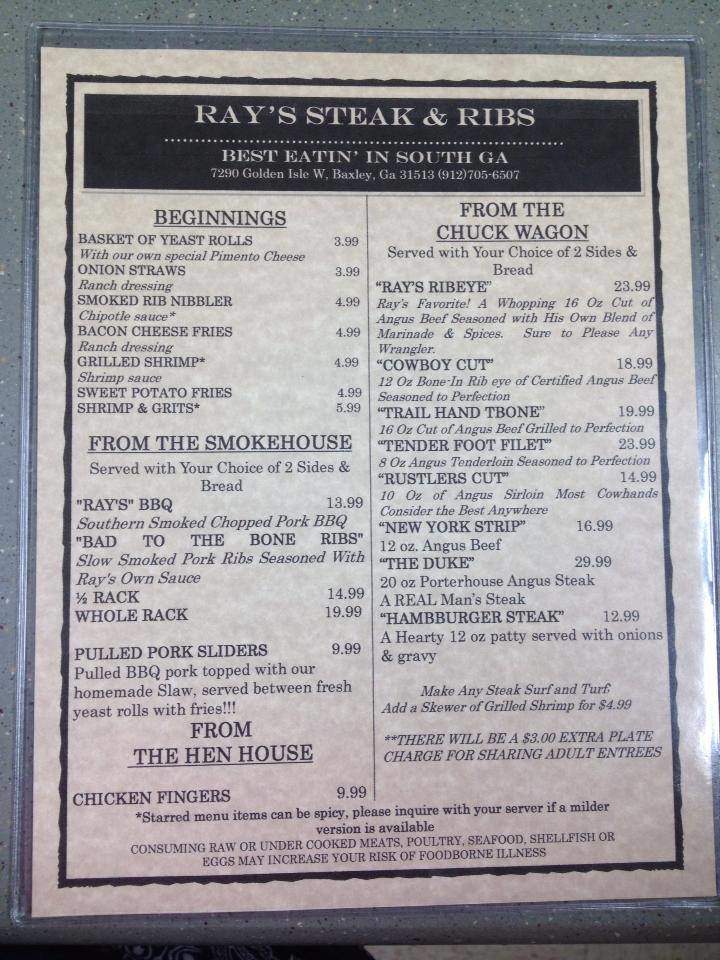 RAY'S STEAK & RIBS
BEST EATIN' IN SOUTH GA
7290 Golden Isle W, Baxley, Ga 31513 (912)705-6507
BEGINNINGS
BASKET OF YEAST ROLLS 3.99
With our own special Pimento Cheese
ONION STRAWS 3.99
Ranch dressing
SMOKED RIB NIBBLER 4.99
Chipotle sauce*
BACON CHEESE FRIES 4.99
Ranch dressing
GRILLED SHRIMP* 4.99
Shrimp sauce
SWEET POTATO FRIES 4.99
SHRIMP & GRITS* 5.99
FROM THE SMOKEHOUSE
Served with Your Choice of 2 Sides &
Bread
"RAY'S" BBQ 13.99
Southern Smoked Chopped Pork BBQ
"BAD TO THE BONE RIBS"
Slow Smoked Pork Ribs Seasoned With
Ray's Own Sauce
½ RACK 14.99
WHOLE RACK 19.99
PULLED PORK SLIDERS 9.99
Pulled BBQ pork topped with our
homemade Slaw, served between fresh
yeast rolls with fries!!!
FROM
THE HEN HOUSE
CHICKEN FINGERS 9.99
FROM THE
CHUCK WAGON
Served with Your Choice of 2 Sides &
Bread
"RAY'S RIBEYE" 23.99
Ray's Favorite! A Whopping 16 Oz Cut of
Angus Beef Seasoned with His Own Blend of
Marinade & Spices. Sure to Please Any
Wrangler.
"COWBOY CUT" 18.99
12 Oz Bone-In Rib eye of Certified Angus Beef
Seasoned to Perfection
"TRAIL HAND TBONE" 19.99
16 Oz Cut of Angus Beef Grilled to Perfection
"TENDER FOOT FILET" 23.99
8 Oz Angus Tenderloin Seasoned to Perfection
"RUSTLERS CUT" 14.99
10 Oz of Angus Sirloin Most Cowhands
Consider the Best Anywhere
"NEW YORK STRIP" 16.99
12 oz. Angus Beef
"THE DUKE" 29.99
20 oz Porterhouse Angus Steak
A REAL Man's Steak
"HAMBBURGER STEAK" 12.99
A Hearty 12 oz patty served with onions
& gravy
Make Any Steak Surf and Turf.
Add a Skewer of Grilled Shrimp for $4.99
**THERE WILL BE A $3.00 EXTRA PLATE
CHARGE FOR SHARING ADULT ENTREES
*Starred menu items can be spicy, please inquire with your server if a milder
version is available
CONSUMING RAW OR UNDER COOKED MEATS, POULTRY, SEAFOOD, SHELLFISH OR
EGGS MAY INCREASE YOUR RISK OF FOODBORNE ILLNESS